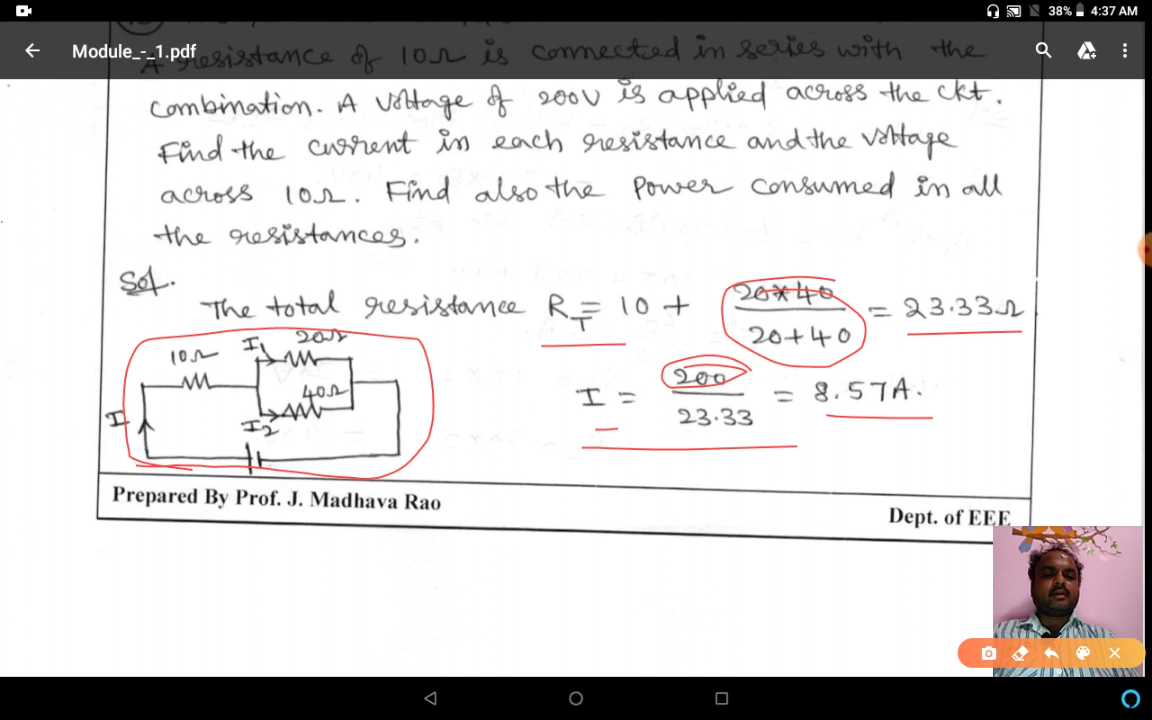 38% 4:37 AM
Module_-_1.pdf
A resistance of 10Ω is connected in series with the
combination. A Voltage of 200V is applied across the ckt.
Find the current in each resistance and the voltage
across 10Ω. Find also the Power consumed in all
the resistances.
Sol.
The total resistance R_T = 10 + 20*40 / 20+40 = 23.33Ω
10Ω I1 20Ω
I = 200 / 23.33 = 8.57A.
40Ω
I I2
Prepared By Prof. J. Madhava Rao
Dept. of EEE